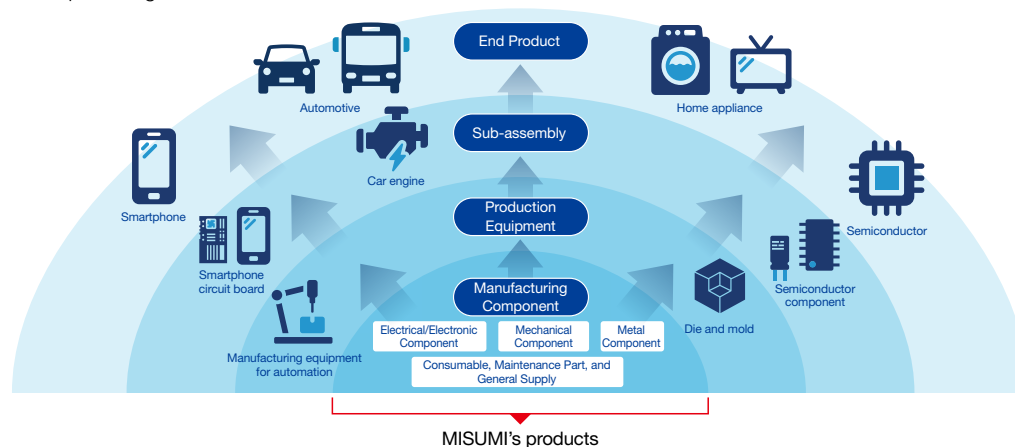 End Product
Automotive
Home appliance
Sub-assembly
Car engine
Smartphone
Semiconductor
Production
Equipment
Smartphone
circuit board
Semiconductor
component
Manufacturing
Component
Die and mold
Electrical/Electronic
Component
Mechanical
Component
Metal
Component
Manufacturing equipment
for automation
Consumable, Maintenance Part, and
General Supply
MISUMI's products